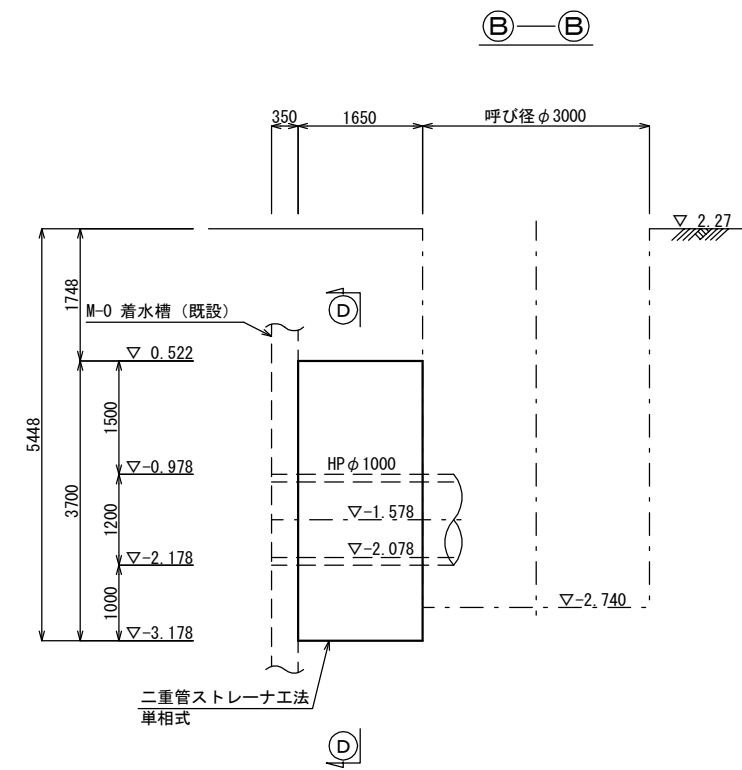 B B
350 1650 呼び径φ3000
▽ 2.27
1748
D
M-0 着水槽（既設）
▽ 0.522
1500
5448
3700
HPφ1000
▽-0.978
1200
▽-1.578
▽-2.078
▽-2.178
1000
▽-2.740
▽-3.178
二重管ストレーナ工法
単相式
D